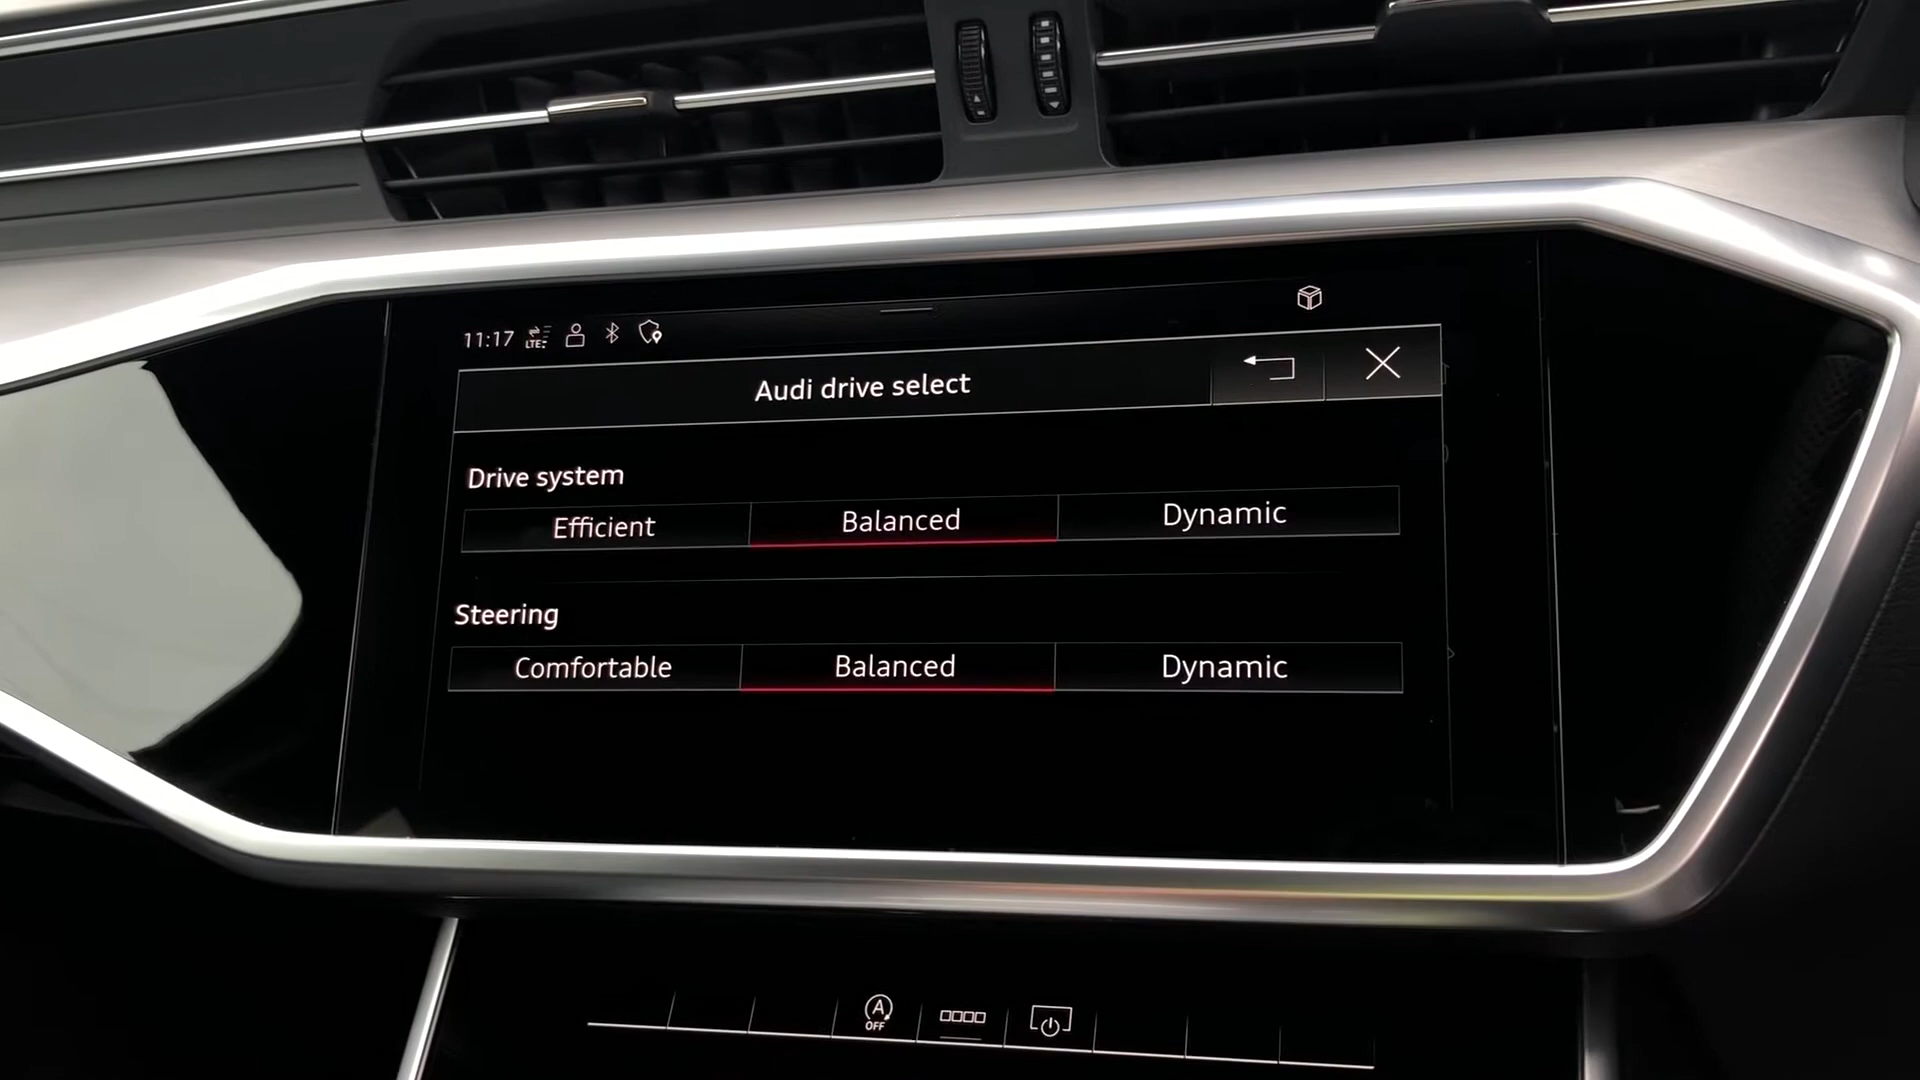 11:17 LTE
Audi drive select
Drive system
Efficient Balanced Dynamic
Steering
Comfortable Balanced Dynamic
A
OFF